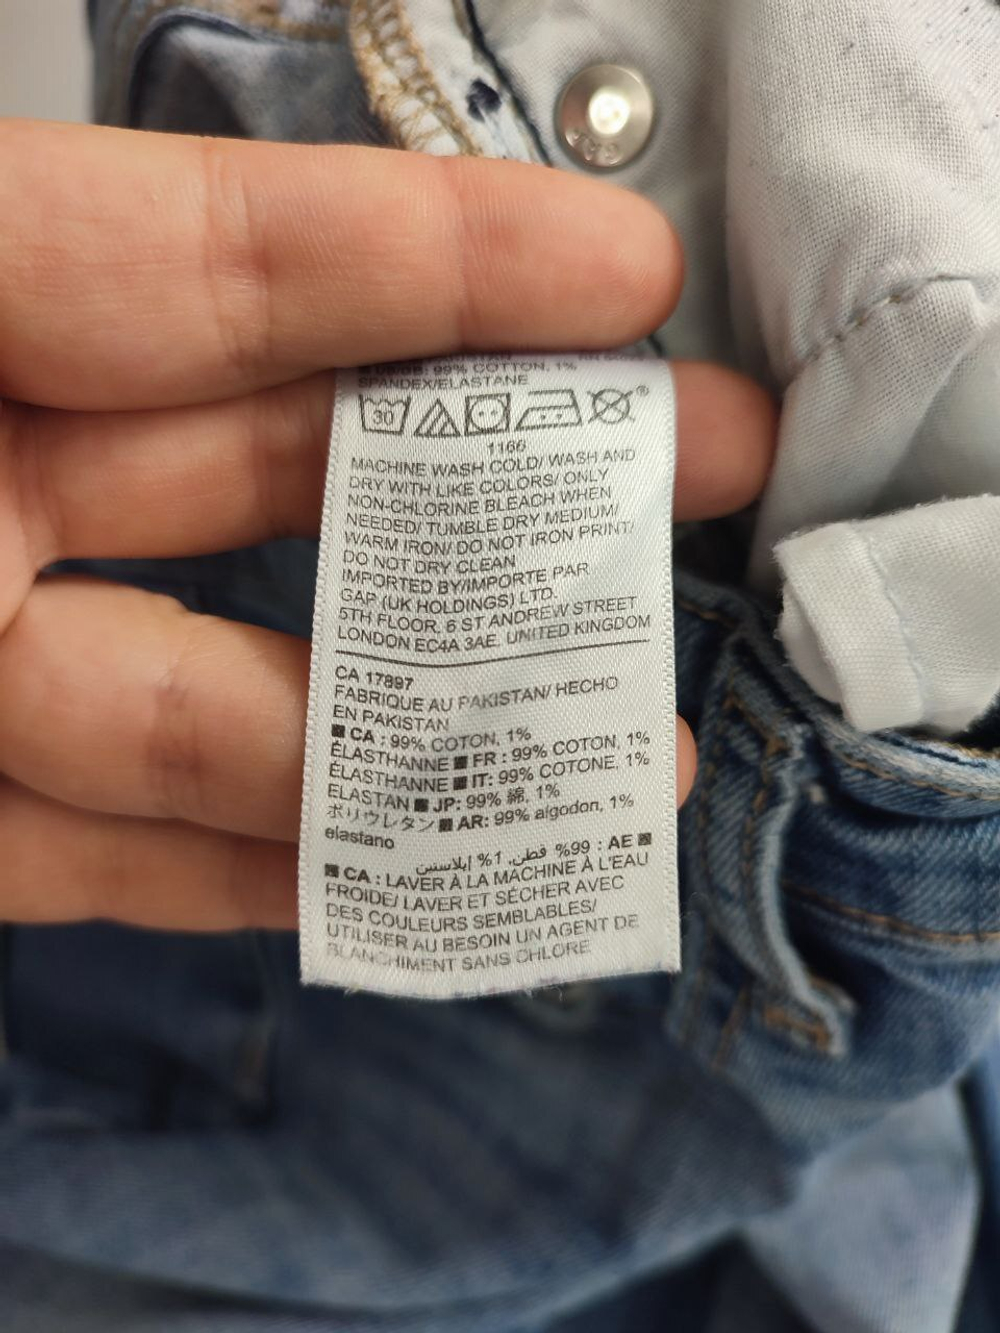 GAP
US/GB: 99% COTTON, 1%
SPANDEX/ELASTANE
30
1166
MACHINE WASH COLD/ WASH AND
DRY WITH LIKE COLORS/ ONLY
NON-CHLORINE BLEACH WHEN
NEEDED/ TUMBLE DRY MEDIUM/
WARM IRON/ DO NOT IRON PRINT/
DO NOT DRY CLEAN
IMPORTED BY/IMPORTE PAR
GAP (UK HOLDINGS) LTD.
5TH FLOOR, 6 ST ANDREW STREET
LONDON EC4A 3AE. UNITED KINGDOM
CA 17897
FABRIQUE AU PAKISTAN/ HECHO
EN PAKISTAN
CA : 99% COTON, 1%
ÉLASTHANNE FR : 99% COTON, 1%
ÉLASTHANNE IT: 99% COTONE, 1%
ELASTAN JP: 99% 綿, 1%
ポリウレタン AR: 99% algodon, 1%
elastano
AE : 99% قطن, 1% إيلاستين
CA : LAVER À LA MACHINE À L'EAU
FROIDE/ LAVER ET SÉCHER AVEC
DES COULEURS SEMBLABLES/
UTILISER AU BESOIN UN AGENT DE
BLANCHIMENT SANS CHLORE